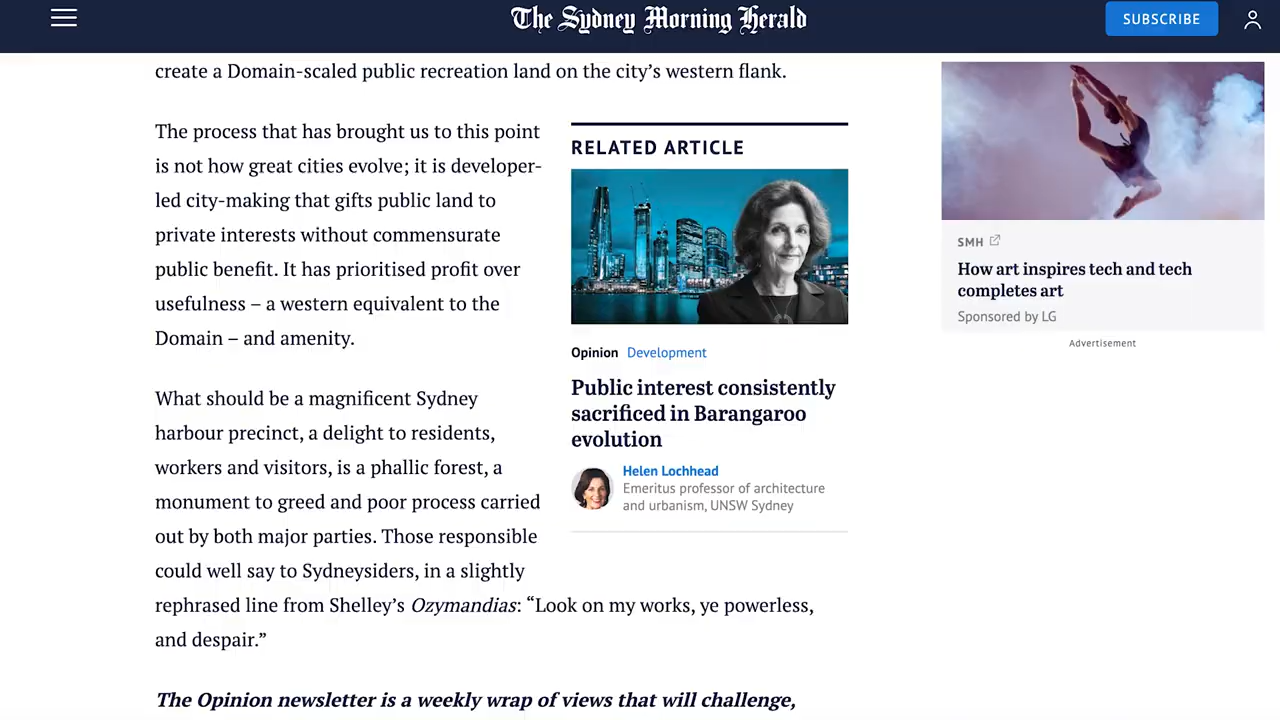 The Sydney Morning Herald
SUBSCRIBE
create a Domain-scaled public recreation land on the city’s western flank.
The process that has brought us to this point
is not how great cities evolve; it is developer-
led city-making that gifts public land to
private interests without commensurate
public benefit. It has prioritised profit over
usefulness – a western equivalent to the
Domain – and amenity.
What should be a magnificent Sydney
harbour precinct, a delight to residents,
workers and visitors, is a phallic forest, a
monument to greed and poor process carried
out by both major parties. Those responsible
could well say to Sydneysiders, in a slightly
rephrased line from Shelley’s Ozymandias: “Look on my works, ye powerless,
and despair.”
The Opinion newsletter is a weekly wrap of views that will challenge,
RELATED ARTICLE
Opinion Development
Public interest consistently
sacrificed in Barangaroo
evolution
Helen Lochhead
Emeritus professor of architecture
and urbanism, UNSW Sydney
SMH
How art inspires tech and tech
completes art
Sponsored by LG
Advertisement